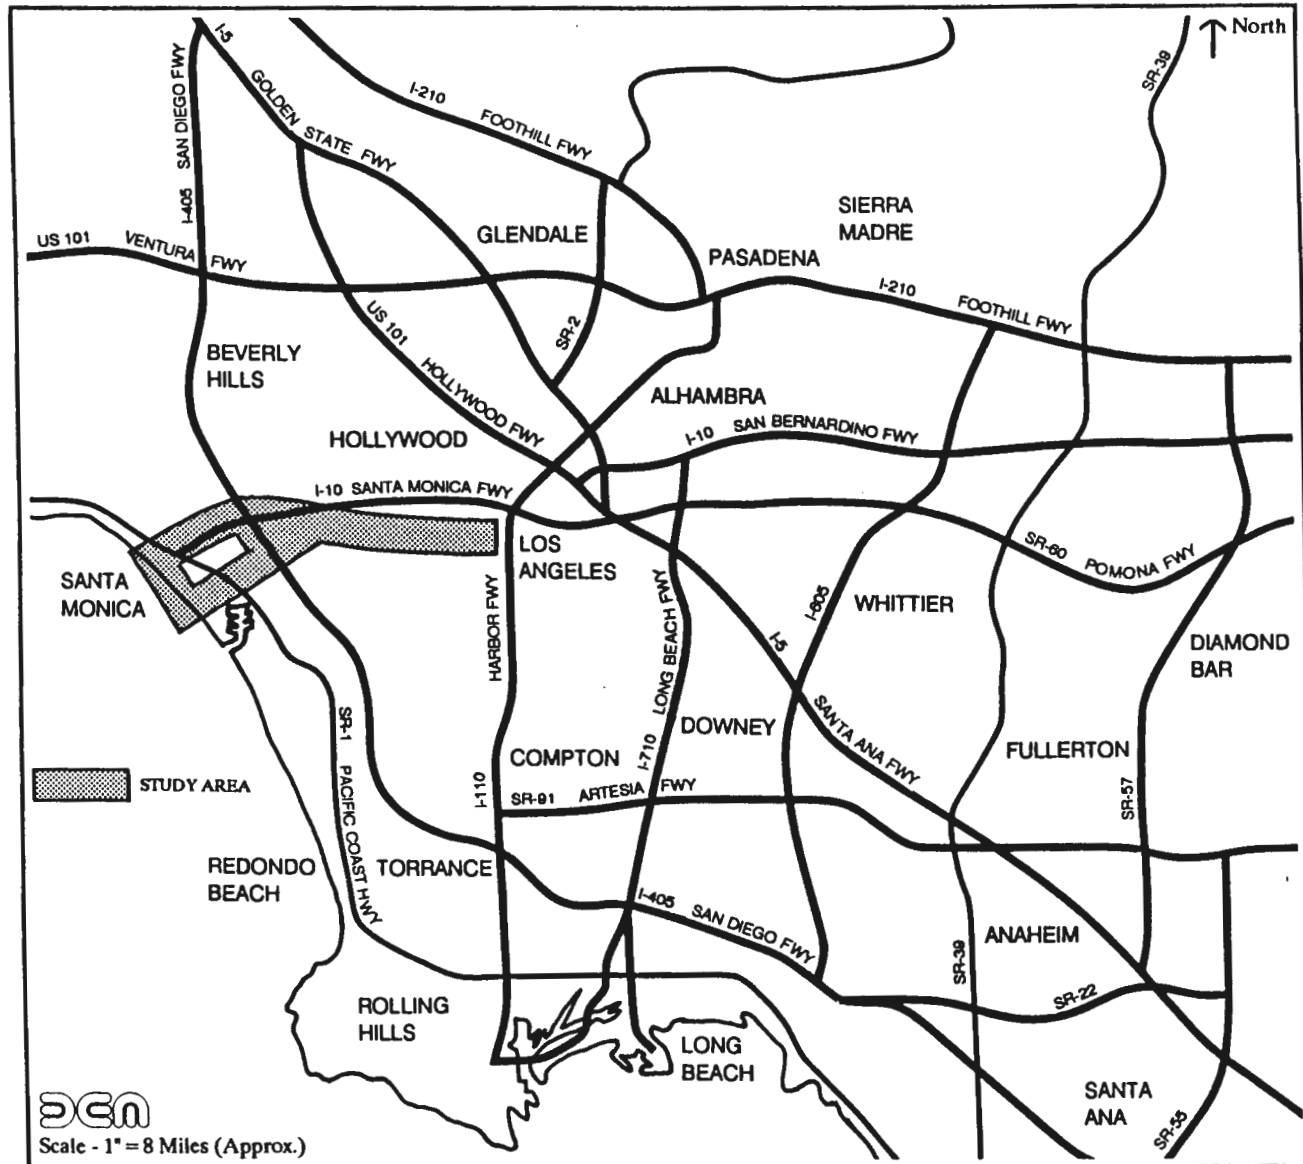 North
I-5
GOLDEN STATE FWY
I-405 SAN DIEGO FWY
I-210 FOOTHILL FWY
SR-39
US 101 VENTURA FWY
GLENDALE
SIERRA
MADRE
PASADENA
I-210 FOOTHILL FWY
US 101 HOLLYWOOD FWY
SR-2
BEVERLY
HILLS
HOLLYWOOD
ALHAMBRA
I-10 SAN BERNARDINO FWY
I-10 SANTA MONICA FWY
LOS
ANGELES
SR-60 POMONA FWY
SANTA
MONICA
HARBOR FWY
I-110
I-710 LONG BEACH FWY
I-5
SANTA ANA FWY
I-605
WHITTIER
DIAMOND
BAR
SR-1 PACIFIC COAST HWY
COMPTON
DOWNEY
FULLERTON
SR-57
STUDY AREA
SR-91 ARTESIA FWY
REDONDO
BEACH
TORRANCE
I-405 SAN DIEGO FWY
ANAHEIM
SR-39
SR-22
ROLLING
HILLS
LONG
BEACH
SANTA
ANA
SR-55
Scale - 1" = 8 Miles (Approx.)